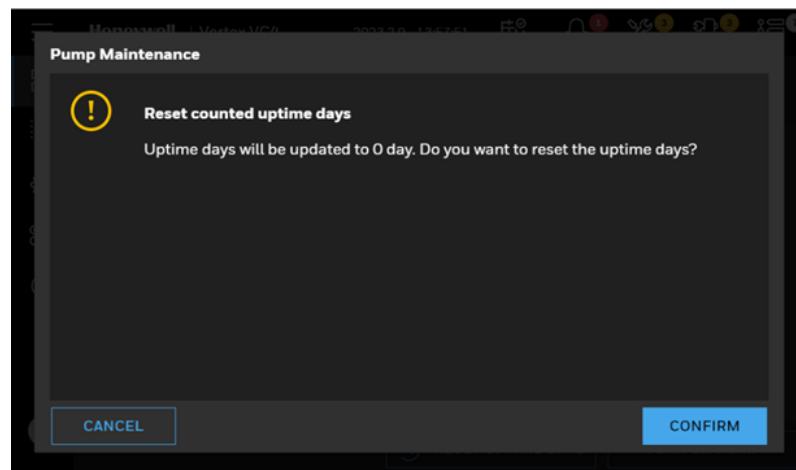 Honeywell
Pump Maintenance
Reset counted uptime days
Uptime days will be updated to 0 day. Do you want to reset the uptime days?
CANCEL
CONFIRM